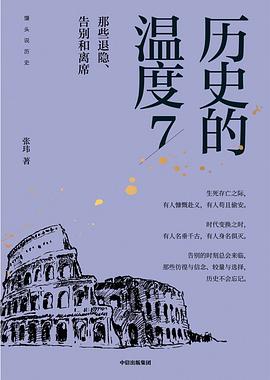 馒头说历史
历史的
温度7
那些退隐、
告别和离席
张玮 著
生死存亡之际，
有人慷慨赴义，有人苟且偷安。
时代变换之时，
有人名垂千古，有人身名俱灭。
告别的时刻总会来临，
那些彷徨与信念、较量与选择，
历史不会忘记。
中信出版集团